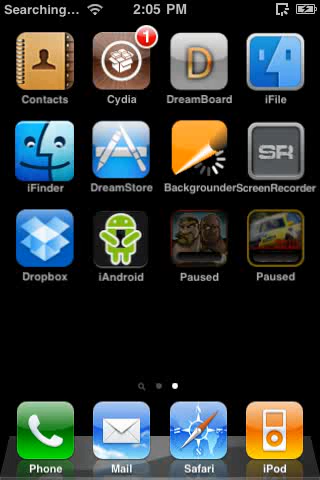 Searching... 2:05 PM
1
Contacts Cydia DreamBoard iFile
D
SR
iFinder DreamStore Backgrounder ScreenRecorder
Dropbox iAndroid Paused Paused
Phone Mail Safari iPod